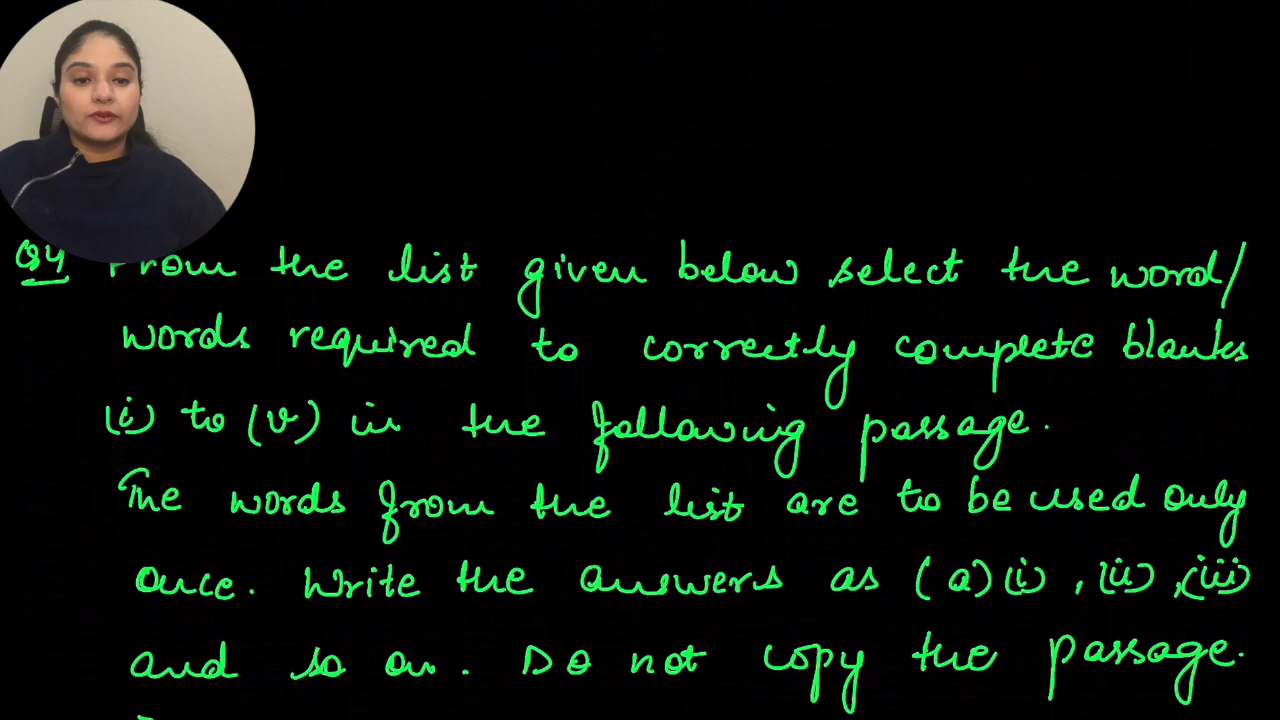 Q4 From the list given below select the word/
words required to correctly complete blanks
(i) to (v) in the following passage.
The words from the list are to be used only
once. Write the answers as (a)(i), (ii), (iii)
and so on. Do not copy the passage.